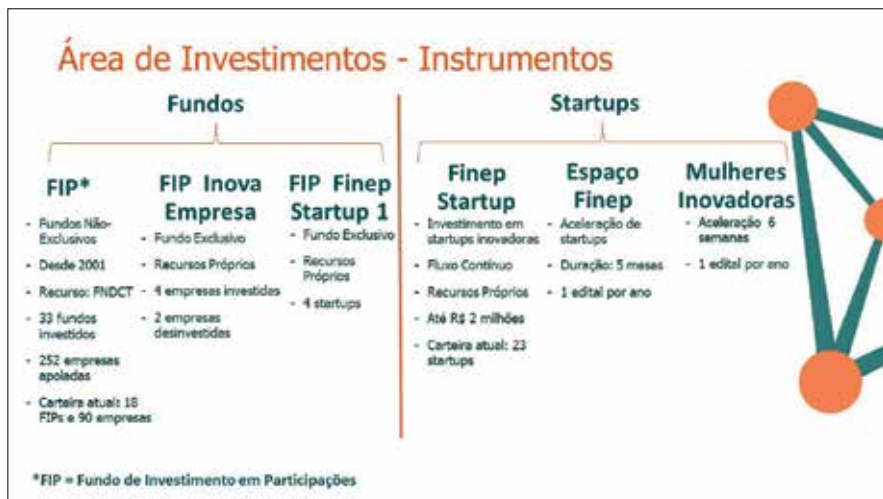 Área de Investimentos - Instrumentos
Fundos
FIP*
- Fundos Não-
Exclusivos
- Desde 2001
- Recurso: FNDCT
- 33 fundos
investidos
- 252 empresas
apoiadas
- Carteira atual: 18
FIPs e 90 empresas
FIP Inova
Empresa
- Fundo Exclusivo
- Recursos Próprios
- 4 empresas investidas
- 2 empresas
desinvestidas
FIP Finep
Startup 1
- Fundo Exclusivo
- Recursos
Próprios
- 4 startups
Startups
Finep
Startup
- Investimento em
startups inovadoras
- Fluxo Contínuo
- Recursos Próprios
- Até R$ 2 milhões
- Carteira atual: 23
startups
Espaço
Finep
- Aceleração de
startups
- Duração: 5 meses
- 1 edital por ano
Mulheres
Inovadoras
- Aceleração 6
semanas
- 1 edital por ano
*FIP = Fundo de Investimento em Participações